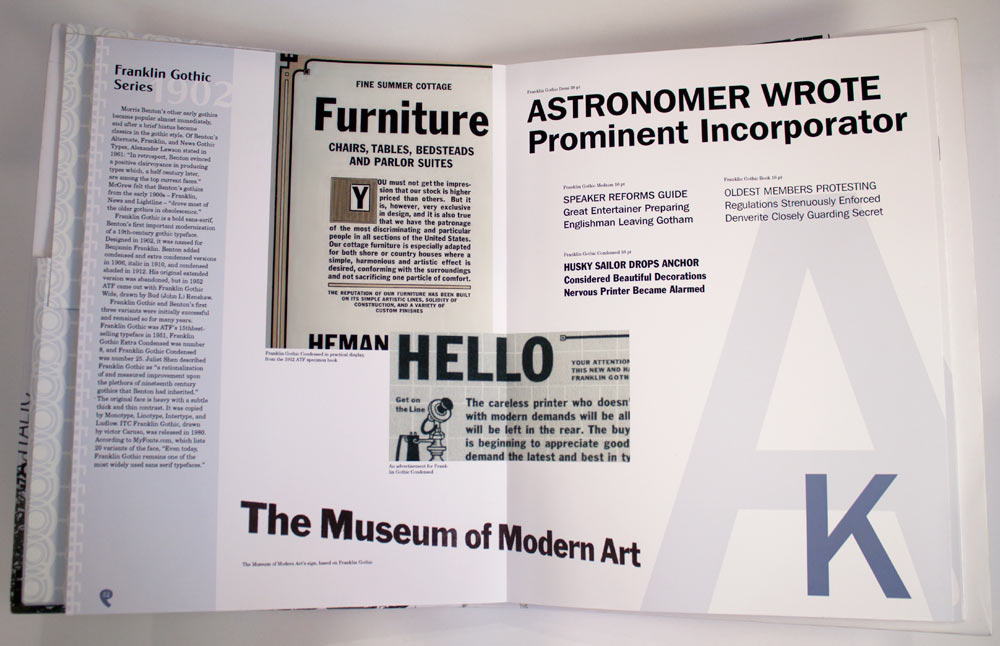 Franklin Gothic
Series
1902
Morris Benton's other early gothics
became popular almost immediately,
and after a brief hiatus became
classics in the gothic style. Of Benton's
Alternate, Franklin, and News Gothic
Types, Alexander Lawson stated in
1961: "In retrospect, Benton evinced
a positive clairvoyance in producing
types which, a half century later,
are among the top current faces."
McGrew felt that Benton's gothics
from the early 1900s – Franklin,
News and Lightline – "drove most of
the older gothics in obsolescence."
Franklin Gothic is a bold sans-serif,
Benton's first important modernization
of a 19th-century gothic typeface.
Designed in 1902, it was named for
Benjamin Franklin. Benton added
condensed and extra condensed versions
in 1906, italic in 1910, and condensed
shaded in 1912. His original extended
version was abandoned, but in 1952
ATF came out with Franklin Gothic
Wide, drawn by Bud (John L) Renshaw.
Franklin Gothic and Benton's first
three variants were initially successful
and remained so for many years.
Franklin Gothic was ATF's 15thbest-
selling typeface in 1951, Franklin
Gothic Extra Condensed was number
8, and Franklin Gothic Condensed
was number 25. Juliet Shen described
Franklin Gothic as "a rationalization
of and measured improvement upon
the plethora of nineteenth century
gothics that Benton had inherited."
The original face is heavy with a subtle
thick and thin contrast. It was copied
by Monotype, Linotype, Intertype, and
Ludlow. ITC Franklin Gothic, drawn
by victor Caruso, was released in 1980.
According to MyFonts.com, which lists
20 variants of the face, "Even today,
Franklin Gothic remains one of the
most widely used sans serif typefaces."
FINE SUMMER COTTAGE
Furniture
CHAIRS, TABLES, BEDSTEADS
AND PARLOR SUITES
YOU must not get the impres-
sion that our stock is higher
priced than others. But it
is, however, very exclusive
in design, and it is also true
that we have the patronage
of the most discriminating and particular
people in all sections of the United States.
Our cottage furniture is especially adapted
for both shore or country houses where a
simple, harmonious and artistic effect is
desired, conforming with the surroundings
and not sacrificing one particle of comfort.
THE REPUTATION OF OUR FURNITURE HAS BEEN BUILT
ON ITS SIMPLE ARTISTIC LINES, SOLIDITY OF
CONSTRUCTION, AND A VARIETY OF
CUSTOM FINISHES
HEMAN
Franklin Gothic Condensed in practical display,
from the 1912 ATF specimen book
HELLO
YOUR ATTENTION
THIS NEW AND HA
FRANKLIN GOTH
Get on
the Line
The careless printer who doesn'
with modern demands will be all
will be left in the rear. The buy
is beginning to appreciate good
demand the latest and best in ty
An advertisement for Frank-
lin Gothic Condensed
The Museum of Modern Art
The Museum of Modern Art's sign, based on Franklin Gothic
Franklin Gothic Demi 38 pt
ASTRONOMER WROTE
Prominent Incorporator
Franklin Gothic Medium 16 pt
SPEAKER REFORMS GUIDE
Great Entertainer Preparing
Englishman Leaving Gotham
Franklin Gothic Book 16 pt
OLDEST MEMBERS PROTESTING
Regulations Strenuously Enforced
Denverite Closely Guarding Secret
Franklin Gothic Condensed 16 pt
HUSKY SAILOR DROPS ANCHOR
Considered Beautiful Decorations
Nervous Printer Became Alarmed
A
K